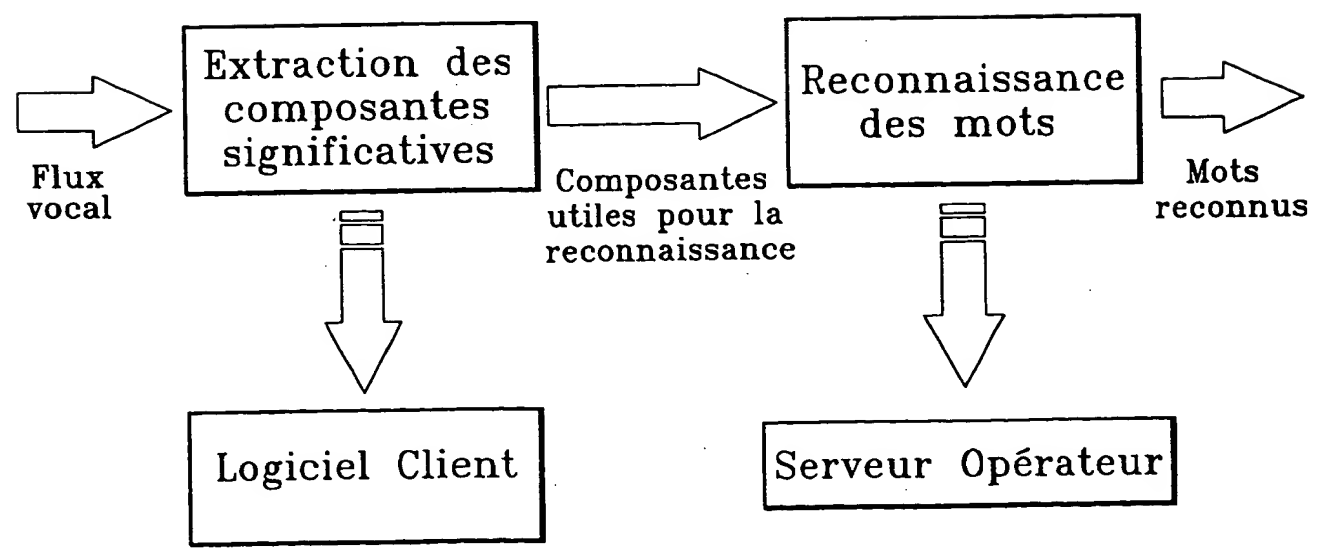 Extraction des
composantes
significatives
Reconnaissance
des mots
Flux
vocal
Composantes
utiles pour la
reconnaissance
Mots
reconnus
Logiciel Client
Serveur Opérateur